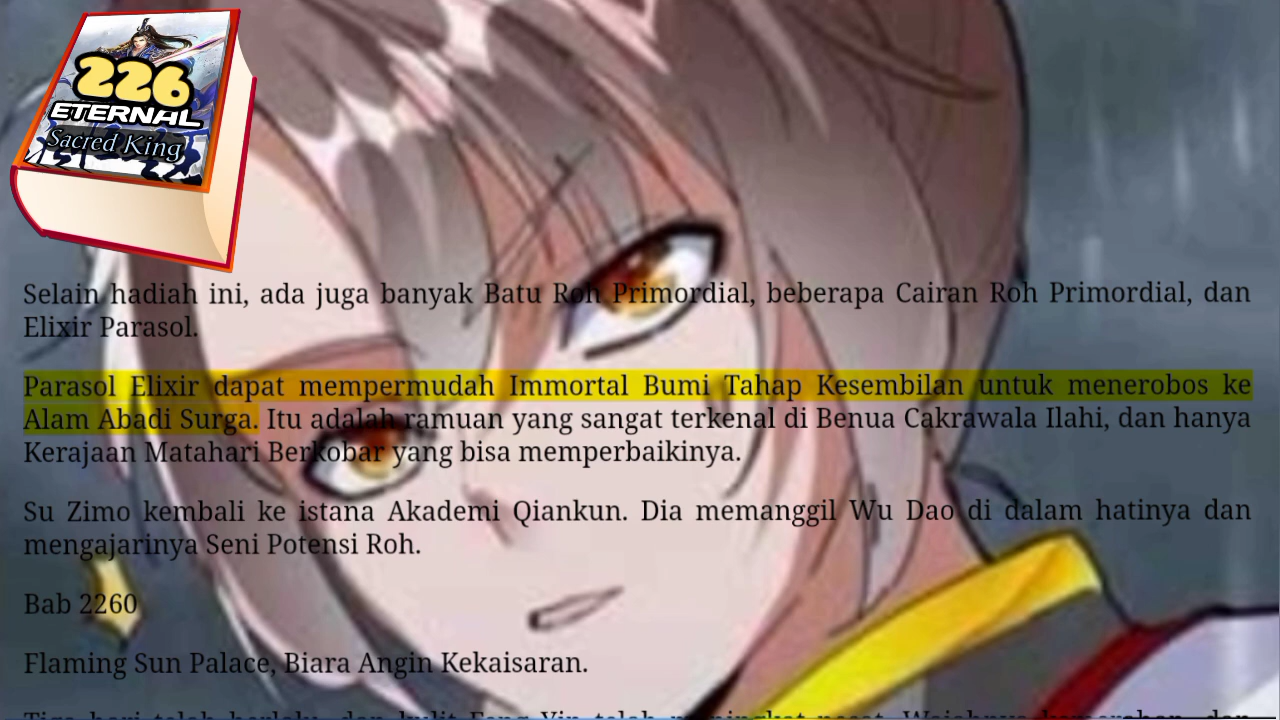 226
ETERNAL
Sacred King
Selain hadiah ini, ada juga banyak Batu Roh Primordial, beberapa Cairan Roh Primordial, dan
Elixir Parasol.
Parasol Elixir dapat mempermudah Immortal Bumi Tahap Kesembilan untuk menerobos ke
Alam Abadi Surga. Itu adalah ramuan yang sangat terkenal di Benua Cakrawala Ilahi, dan hanya
Kerajaan Matahari Berkobar yang bisa memperbaikinya.
Su Zimo kembali ke istana Akademi Qiankun. Dia memanggil Wu Dao di dalam hatinya dan
mengajarinya Seni Potensi Roh.
Bab 2260
Flaming Sun Palace, Biara Angin Kekaisaran.